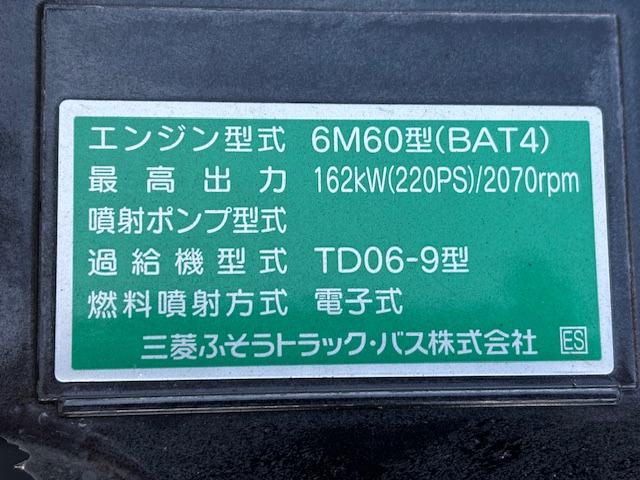 エンジン型式 6M60型(BAT4)
最高出力 162kW(220PS)/2070rpm
噴射ポンプ型式
過給機型式 TD06-9型
燃料噴射方式 電子式
三菱ふそうトラック・バス株式会社 ES